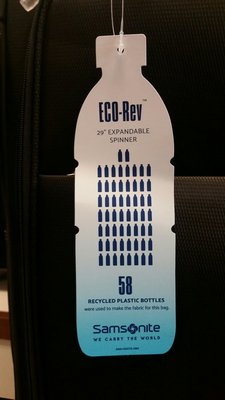 ECO-Rev™
29" EXPANDABLE
SPINNER
58
RECYCLED PLASTIC BOTTLES
were used to make the fabric for this bag.
Samsonite
WE CARRY THE WORLD